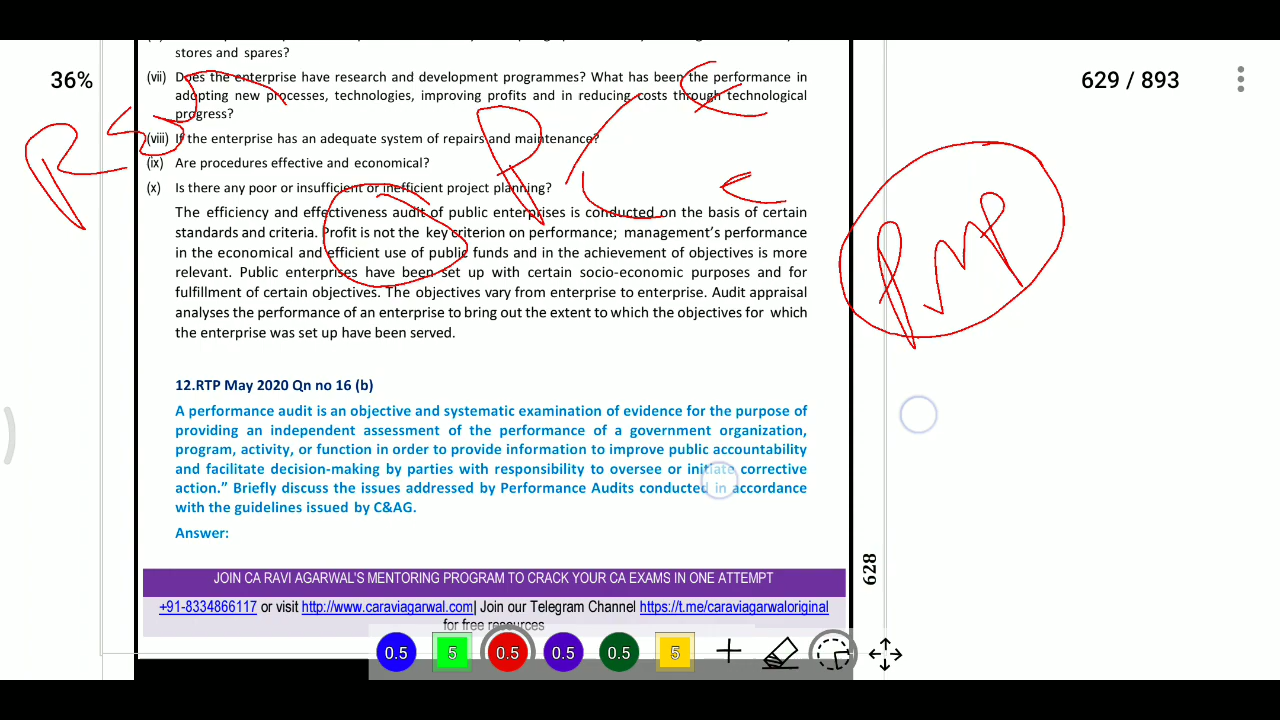 36%
629 / 893
stores and spares?
(vii) Does the enterprise have research and development programmes? What has been the performance in
adopting new processes, technologies, improving profits and in reducing costs through technological
progress?
(viii) If the enterprise has an adequate system of repairs and maintenance?
(ix) Are procedures effective and economical?
(x) Is there any poor or insufficient or inefficient project planning?
The efficiency and effectiveness audit of public enterprises is conducted on the basis of certain
standards and criteria. Profit is not the key criterion on performance; management's performance
in the economical and efficient use of public funds and in the achievement of objectives is more
relevant. Public enterprises have been set up with certain socio-economic purposes and for
fulfillment of certain objectives. The objectives vary from enterprise to enterprise. Audit appraisal
analyses the performance of an enterprise to bring out the extent to which the objectives for which
the enterprise was set up have been served.
PMP
12.RTP May 2020 Qn no 16 (b)
A performance audit is an objective and systematic examination of evidence for the purpose of
providing an independent assessment of the performance of a government organization,
program, activity, or function in order to provide information to improve public accountability
and facilitate decision-making by parties with responsibility to oversee or initiate corrective
action.” Briefly discuss the issues addressed by Performance Audits conducted in accordance
with the guidelines issued by C&AG.
Answer:
628
JOIN CA RAVI AGARWAL'S MENTORING PROGRAM TO CRACK YOUR CA EXAMS IN ONE ATTEMPT
+91-8334866117 or visit http://www.caraviagarwal.com| Join our Telegram Channel https://t.me/caraviagarwaloriginal
for free resources
0.5 5 0.5 0.5 0.5 5